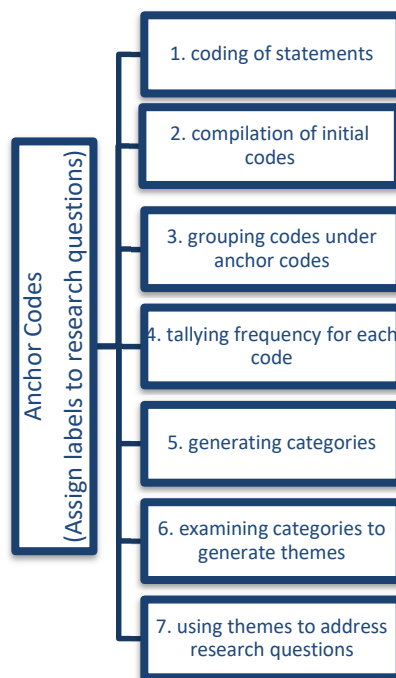 Anchor Codes
(Assign labels to research questions)
1. coding of statements
2. compilation of initial
codes
3. grouping codes under
anchor codes
4. tallying frequency for each
code
5. generating categories
6. examining categories to
generate themes
7. using themes to address
research questions